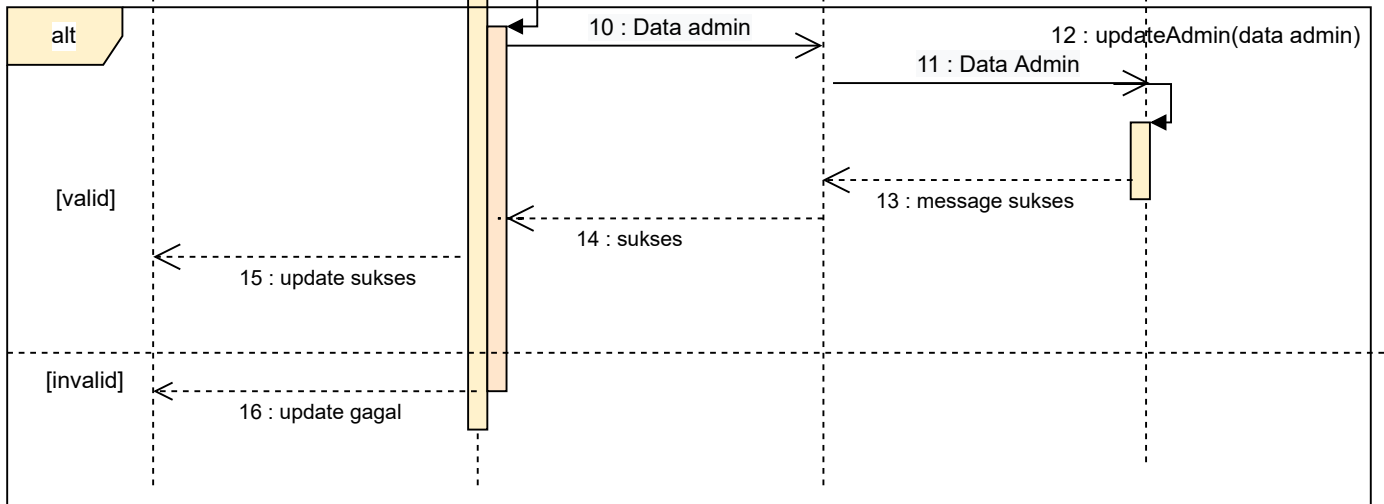 alt
10 : Data admin
12 : updateAdmin(data admin)
11 : Data Admin
[valid]
13 : message sukses
14 : sukses
15 : update sukses
[invalid]
16 : update gagal